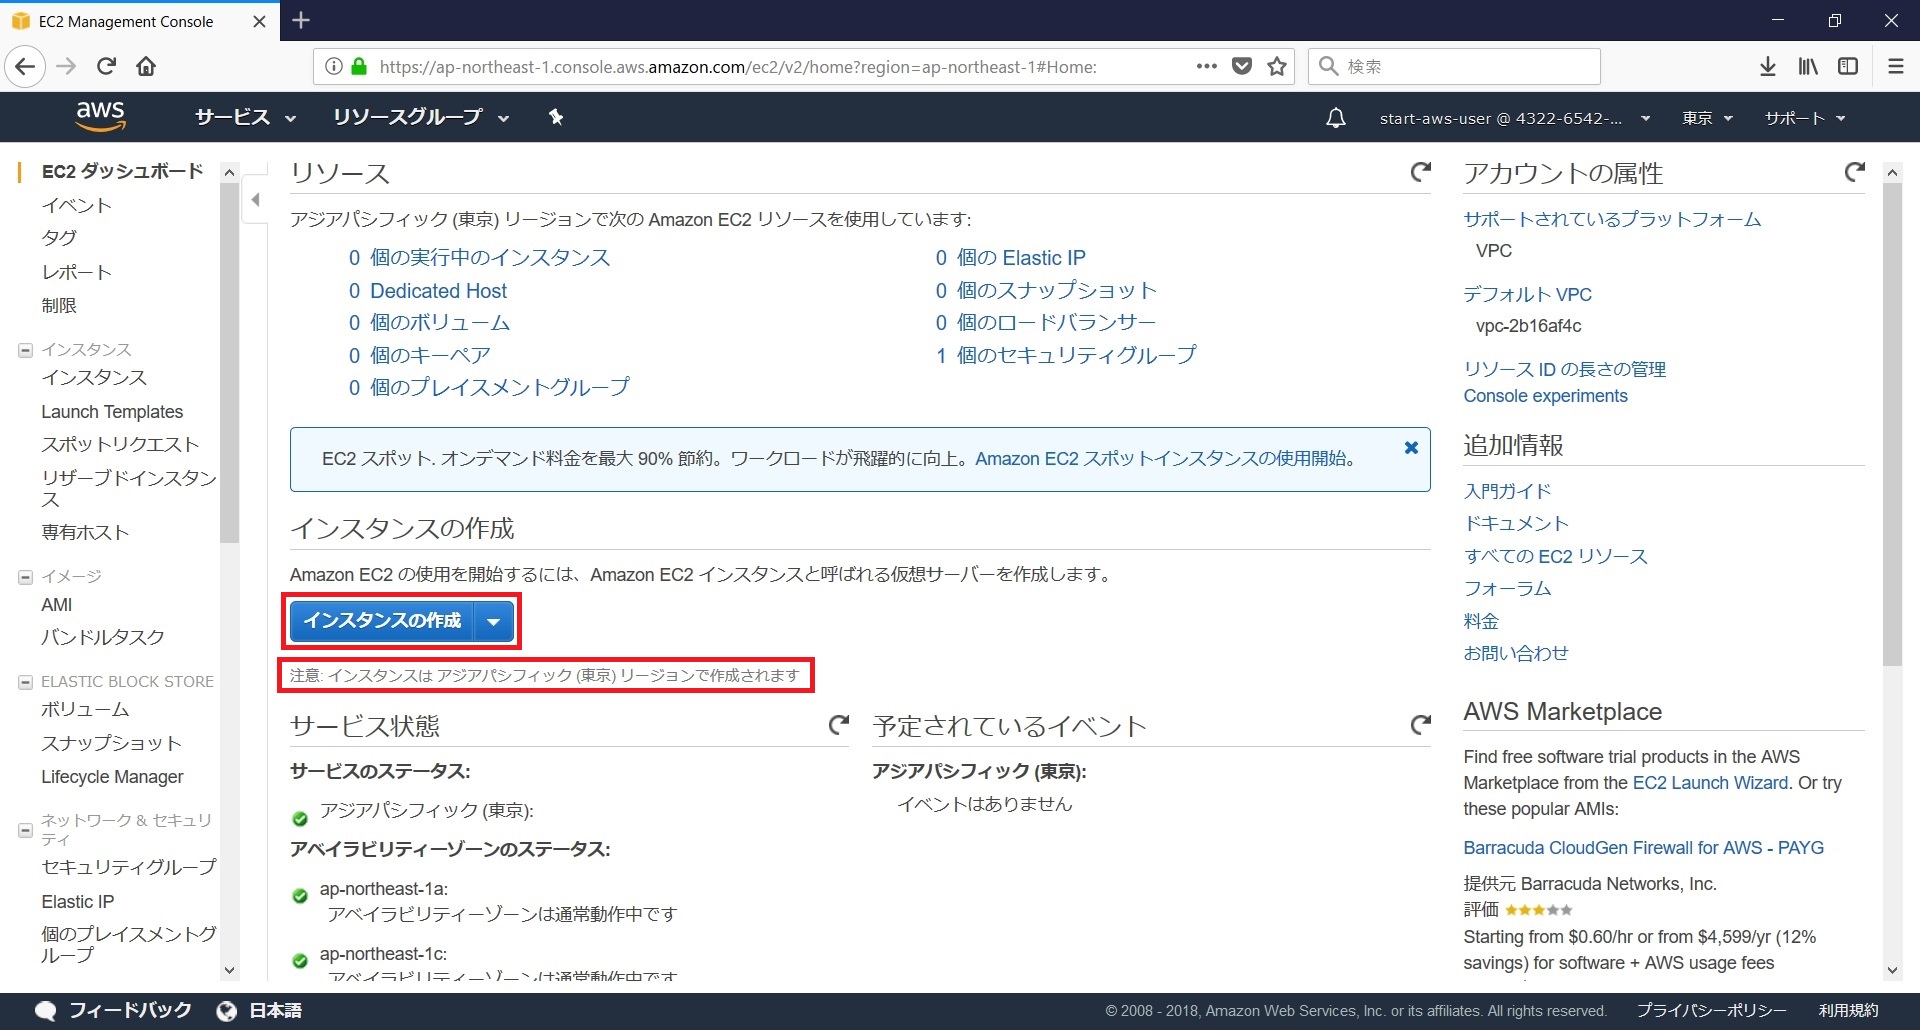 EC2 Management Console
https://ap-northeast-1.console.aws.amazon.com/ec2/v2/home?region=ap-northeast-1#Home:
検索
aws
サービス
リソースグループ
start-aws-user @ 4322-6542-...
東京
サポート
EC2 ダッシュボード
イベント
タグ
レポート
制限
インスタンス
インスタンス
Launch Templates
スポットリクエスト
リザーブドインスタン
ス
専有ホスト
イメージ
AMI
バンドルタスク
ELASTIC BLOCK STORE
ボリューム
スナップショット
Lifecycle Manager
ネットワーク & セキュリ
ティ
セキュリティグループ
Elastic IP
個のプレイスメントグ
ループ
リソース
アジアパシフィック (東京) リージョンで次の Amazon EC2 リソースを使用しています:
0 個の実行中のインスタンス
0 個の Elastic IP
0 Dedicated Host
0 個のスナップショット
0 個のボリューム
0 個のロードバランサー
0 個のキーペア
1 個のセキュリティグループ
0 個のプレイスメントグループ
EC2 スポット. オンデマンド料金を最大 90% 節約。ワークロードが飛躍的に向上。Amazon EC2 スポットインスタンスの使用開始。
インスタンスの作成
Amazon EC2 の使用を開始するには、Amazon EC2 インスタンスと呼ばれる仮想サーバーを作成します。
インスタンスの作成
注意: インスタンスは アジアパシフィック (東京) リージョンで作成されます
サービス状態
サービスのステータス:
アジアパシフィック (東京):
アベイラビリティーゾーンのステータス:
ap-northeast-1a:
アベイラビリティーゾーンは通常動作中です
ap-northeast-1c:
アベイラビリティーゾーンは通常動作中です
予定されているイベント
アジアパシフィック (東京):
イベントはありません
アカウントの属性
サポートされているプラットフォーム
VPC
デフォルト VPC
vpc-2b16af4c
リソース ID の長さの管理
Console experiments
追加情報
入門ガイド
ドキュメント
すべての EC2 リソース
フォーラム
料金
お問い合わせ
AWS Marketplace
Find free software trial products in the AWS
Marketplace from the EC2 Launch Wizard. Or try
these popular AMIs:
Barracuda CloudGen Firewall for AWS - PAYG
提供元 Barracuda Networks, Inc.
評価
Starting from $0.60/hr or from $4,599/yr (12%
savings) for software + AWS usage fees
フィードバック
日本語
© 2008 - 2018, Amazon Web Services, Inc. or its affiliates. All rights reserved.
プライバシーポリシー
利用規約